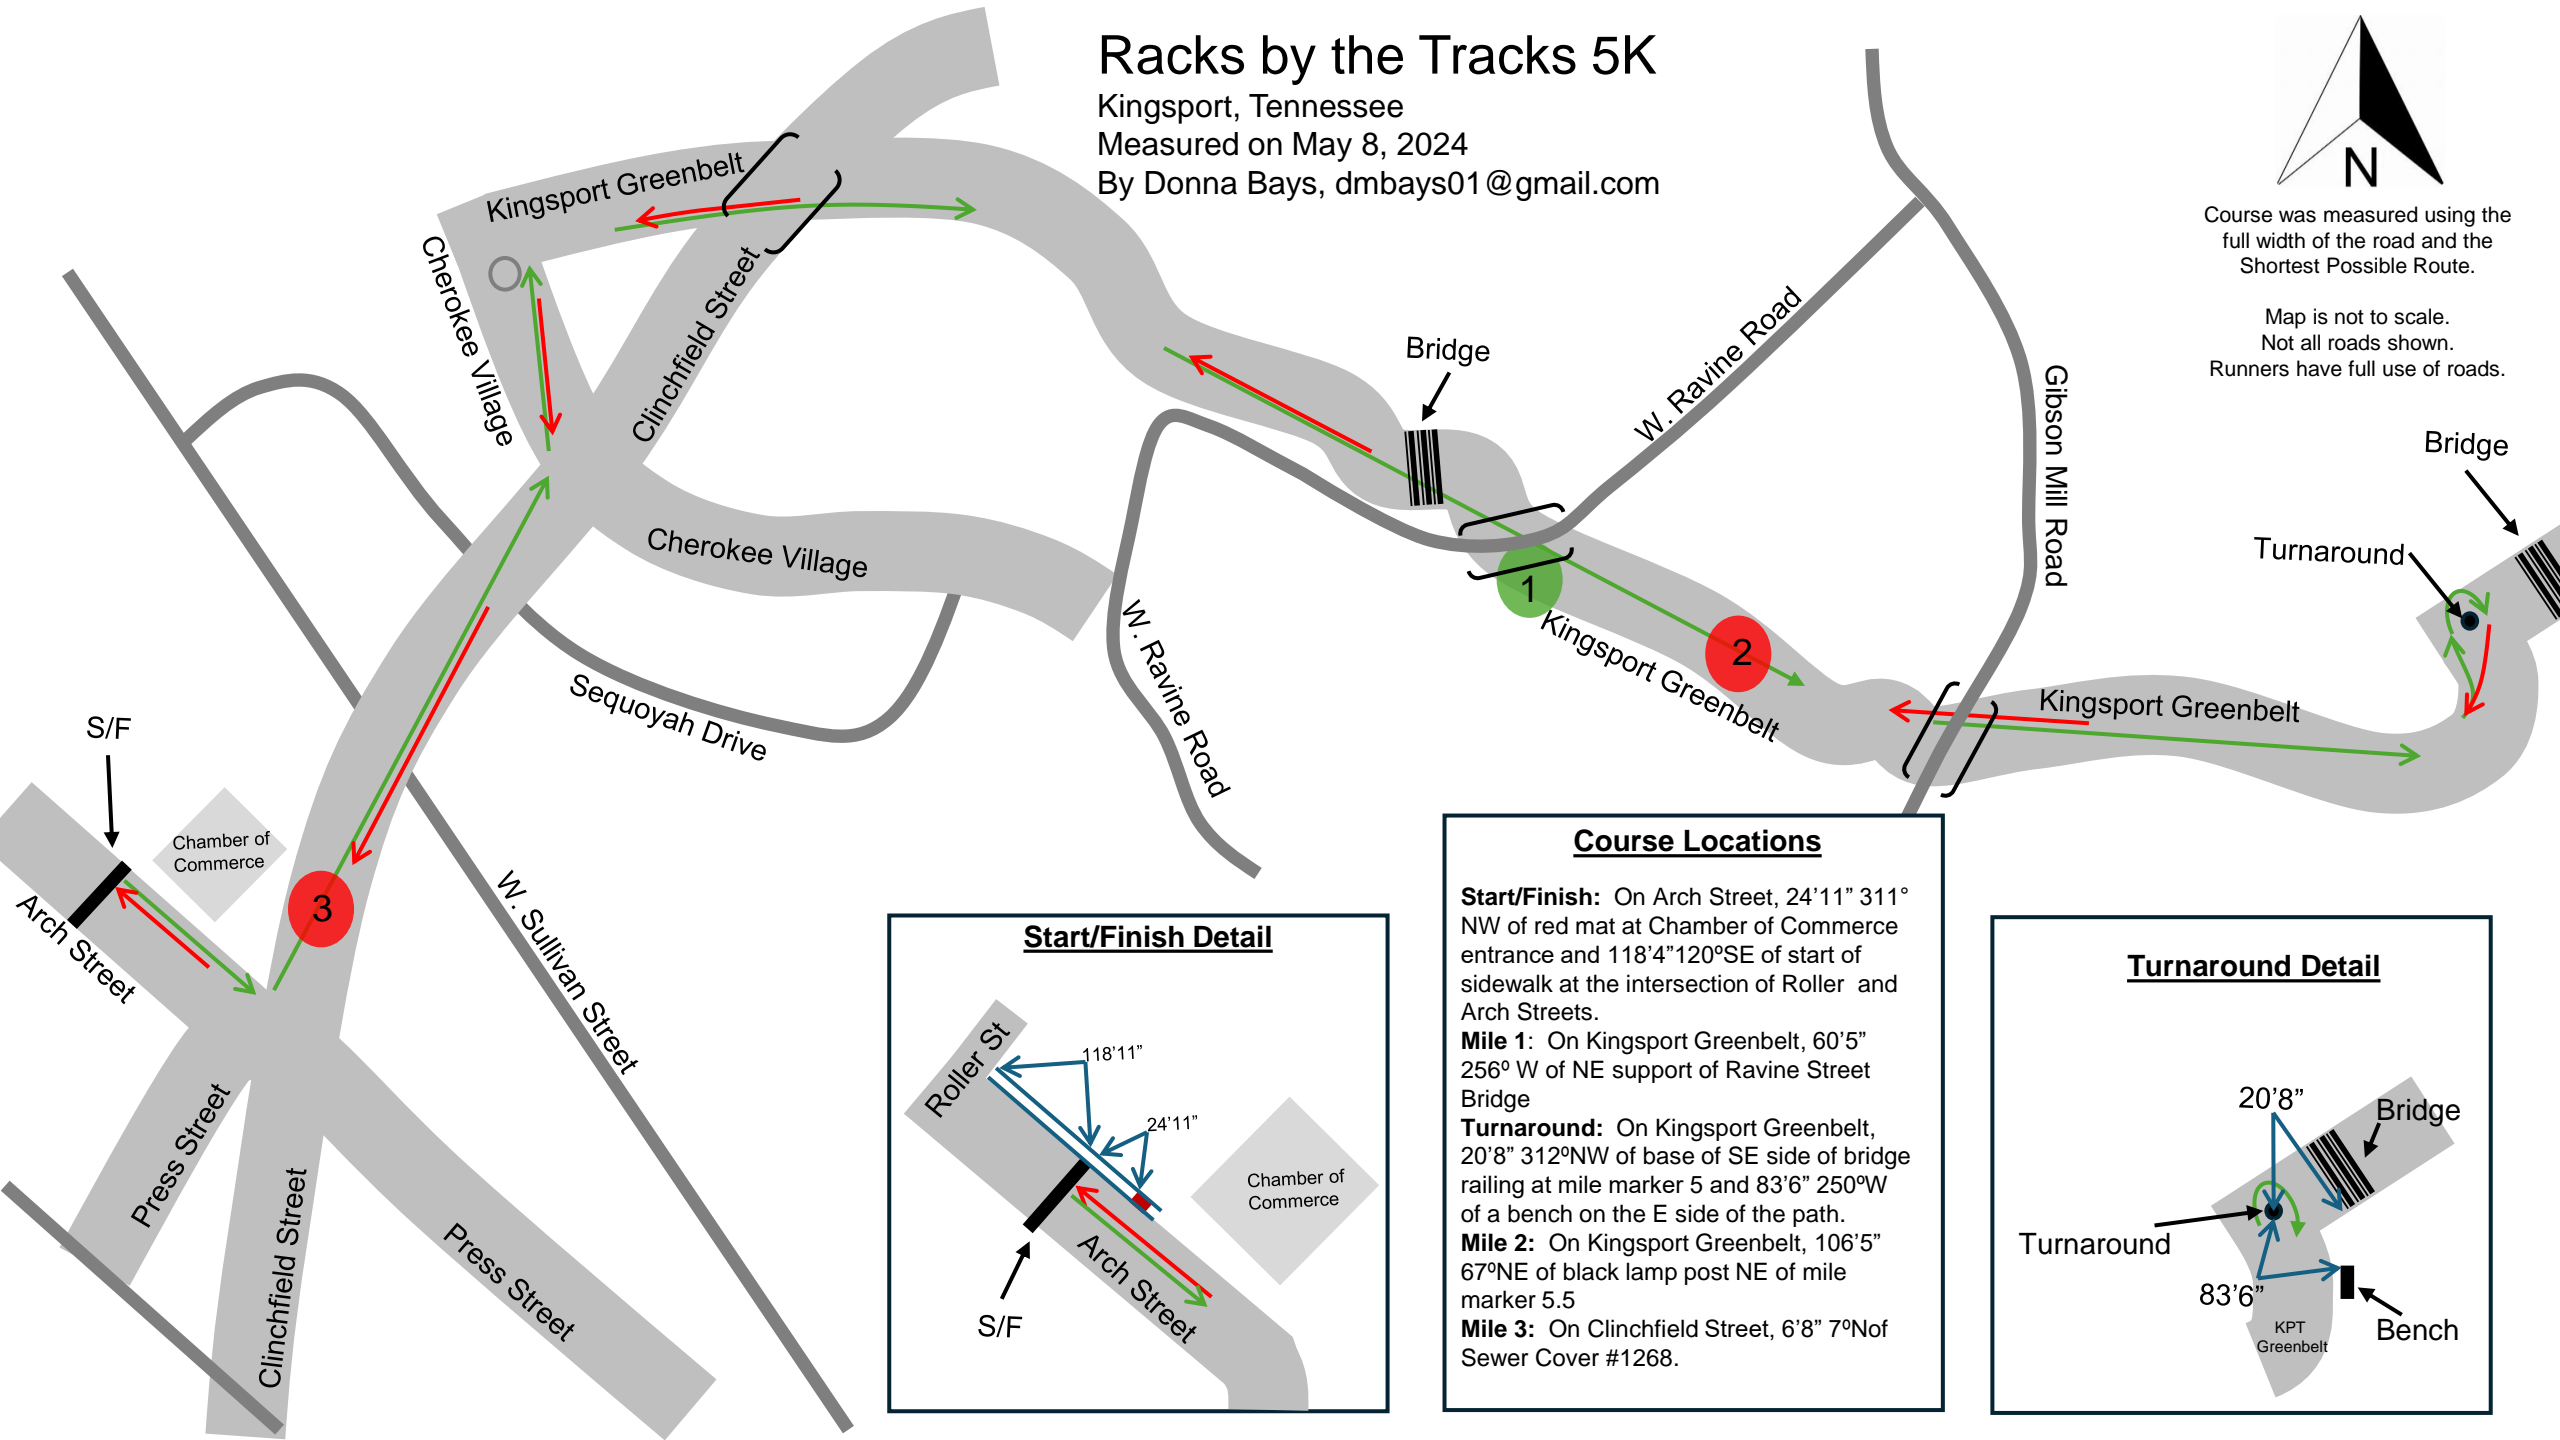 Racks by the Tracks 5K
Kingsport, Tennessee
Measured on May 8, 2024
By Donna Bays, dmbays01@gmail.com
N
Course was measured using the
full width of the road and the
Shortest Possible Route.
Map is not to scale.
Not all roads shown.
Runners have full use of roads.
Kingsport Greenbelt
Cherokee Village
Clinchfield Street
Bridge
W. Ravine Road
Gibson Mill Road
Bridge
Turnaround
Cherokee Village
1
Kingsport Greenbelt
2
Kingsport Greenbelt
W. Ravine Road
Sequoyah Drive
S/F
Chamber of
Commerce
3
Arch Street
W. Sullivan Street
Press Street
Clinchfield Street
Press Street
Start/Finish Detail
Roller St
118’11”
24’11”
Chamber of
Commerce
Arch Street
S/F
Course Locations
Start/Finish: On Arch Street, 24’11” 311°
NW of red mat at Chamber of Commerce
entrance and 118’4”120ºSE of start of
sidewalk at the intersection of Roller and
Arch Streets.
Mile 1: On Kingsport Greenbelt, 60’5”
256º W of NE support of Ravine Street
Bridge
Turnaround: On Kingsport Greenbelt,
20’8” 312ºNW of base of SE side of bridge
railing at mile marker 5 and 83’6” 250ºW
of a bench on the E side of the path.
Mile 2: On Kingsport Greenbelt, 106’5”
67ºNE of black lamp post NE of mile
marker 5.5
Mile 3: On Clinchfield Street, 6’8” 7ºNof
Sewer Cover #1268.
Turnaround Detail
20’8”
Bridge
Turnaround
83’6”
Bench
KPT
Greenbelt